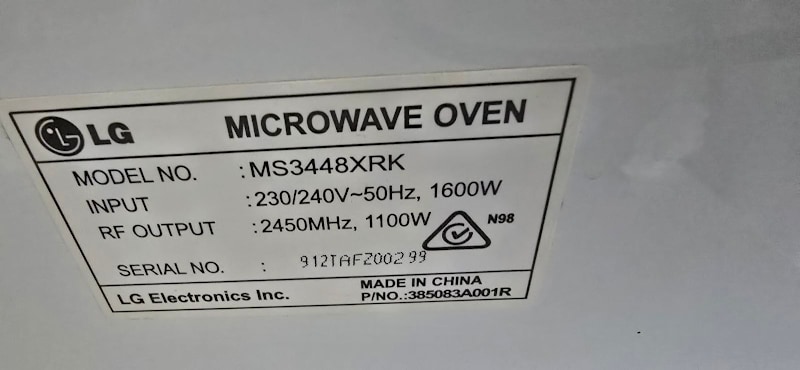 LG MICROWAVE OVEN
MODEL NO. :MS3448XRK
INPUT :230/240V~50Hz, 1600W
RF OUTPUT :2450MHz, 1100W
N98
SERIAL NO. : 912TAFZ00299
LG Electronics Inc.
MADE IN CHINA
P/NO.:385083A001R